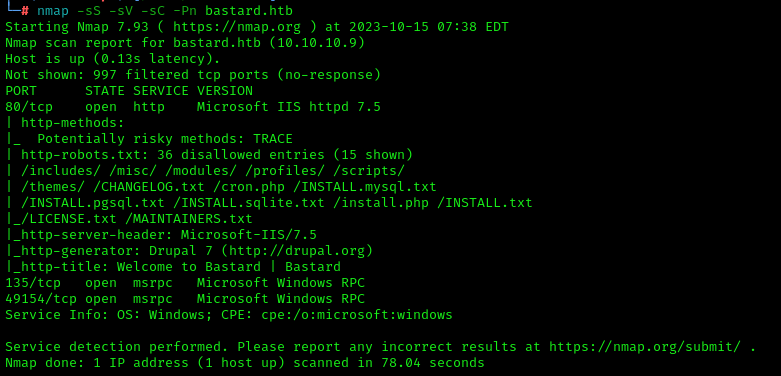 └─# nmap -sS -sV -sC -Pn bastard.htb
Starting Nmap 7.93 ( https://nmap.org ) at 2023-10-15 07:38 EDT
Nmap scan report for bastard.htb (10.10.10.9)
Host is up (0.13s latency).
Not shown: 997 filtered tcp ports (no-response)
PORT      STATE SERVICE VERSION
80/tcp    open  http    Microsoft IIS httpd 7.5
| http-methods:
|_  Potentially risky methods: TRACE
| http-robots.txt: 36 disallowed entries (15 shown)
| /includes/ /misc/ /modules/ /profiles/ /scripts/
| /themes/ /CHANGELOG.txt /cron.php /INSTALL.mysql.txt
| /INSTALL.pgsql.txt /INSTALL.sqlite.txt /install.php /INSTALL.txt
|_/LICENSE.txt /MAINTAINERS.txt
|_http-server-header: Microsoft-IIS/7.5
|_http-generator: Drupal 7 (http://drupal.org)
|_http-title: Welcome to Bastard | Bastard
135/tcp   open  msrpc   Microsoft Windows RPC
49154/tcp open  msrpc   Microsoft Windows RPC
Service Info: OS: Windows; CPE: cpe:/o:microsoft:windows
Service detection performed. Please report any incorrect results at https://nmap.org/submit/ .
Nmap done: 1 IP address (1 host up) scanned in 78.04 seconds